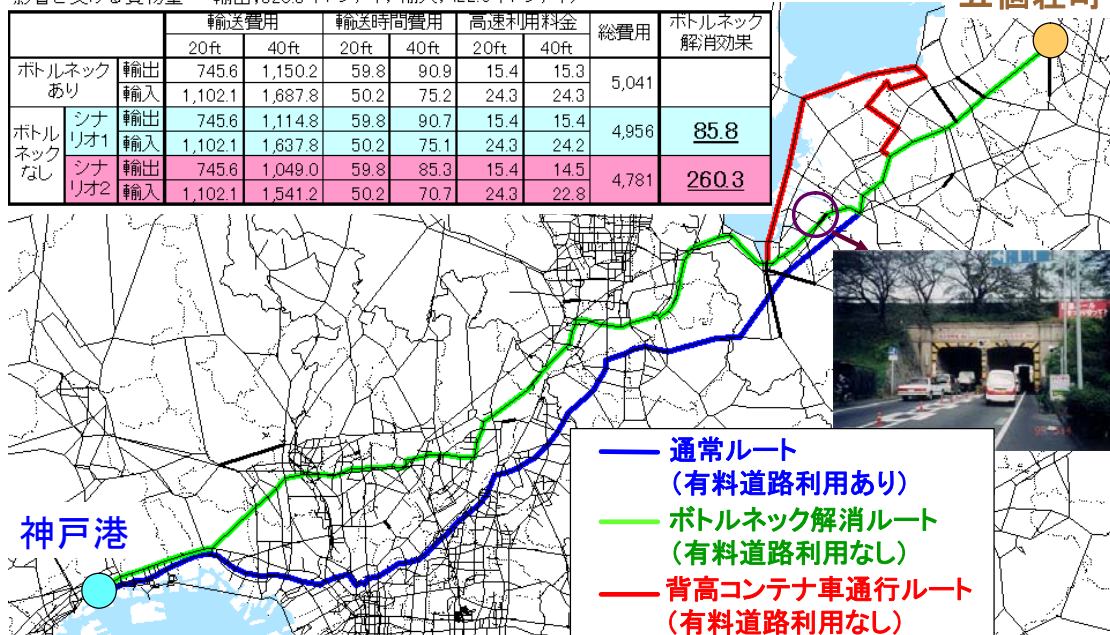 輸送費用 輸送時間費用 高速利用料金 総費用 ボトルネック解消効果
20ft 40ft 20ft 40ft 20ft 40ft
ボトルネックあり 輸出 745.6 1,150.2 59.8 90.9 15.4 15.3 5,041
輸入 1,102.1 1,687.8 50.2 75.2 24.3 24.3
ボトルネックなし シナリオ1 輸出 745.6 1,114.8 59.8 90.7 15.4 15.4 4,956 85.8
輸入 1,102.1 1,637.8 50.2 75.1 24.3 24.2
シナリオ2 輸出 745.6 1,049.0 59.8 85.3 15.4 14.5 4,781 260.3
輸入 1,102.1 1,541.2 50.2 70.7 24.3 22.8
神戸港
通常ルート
(有料道路利用あり)
ボトルネック解消ルート
(有料道路利用なし)
背高コンテナ車通行ルート
(有料道路利用なし)